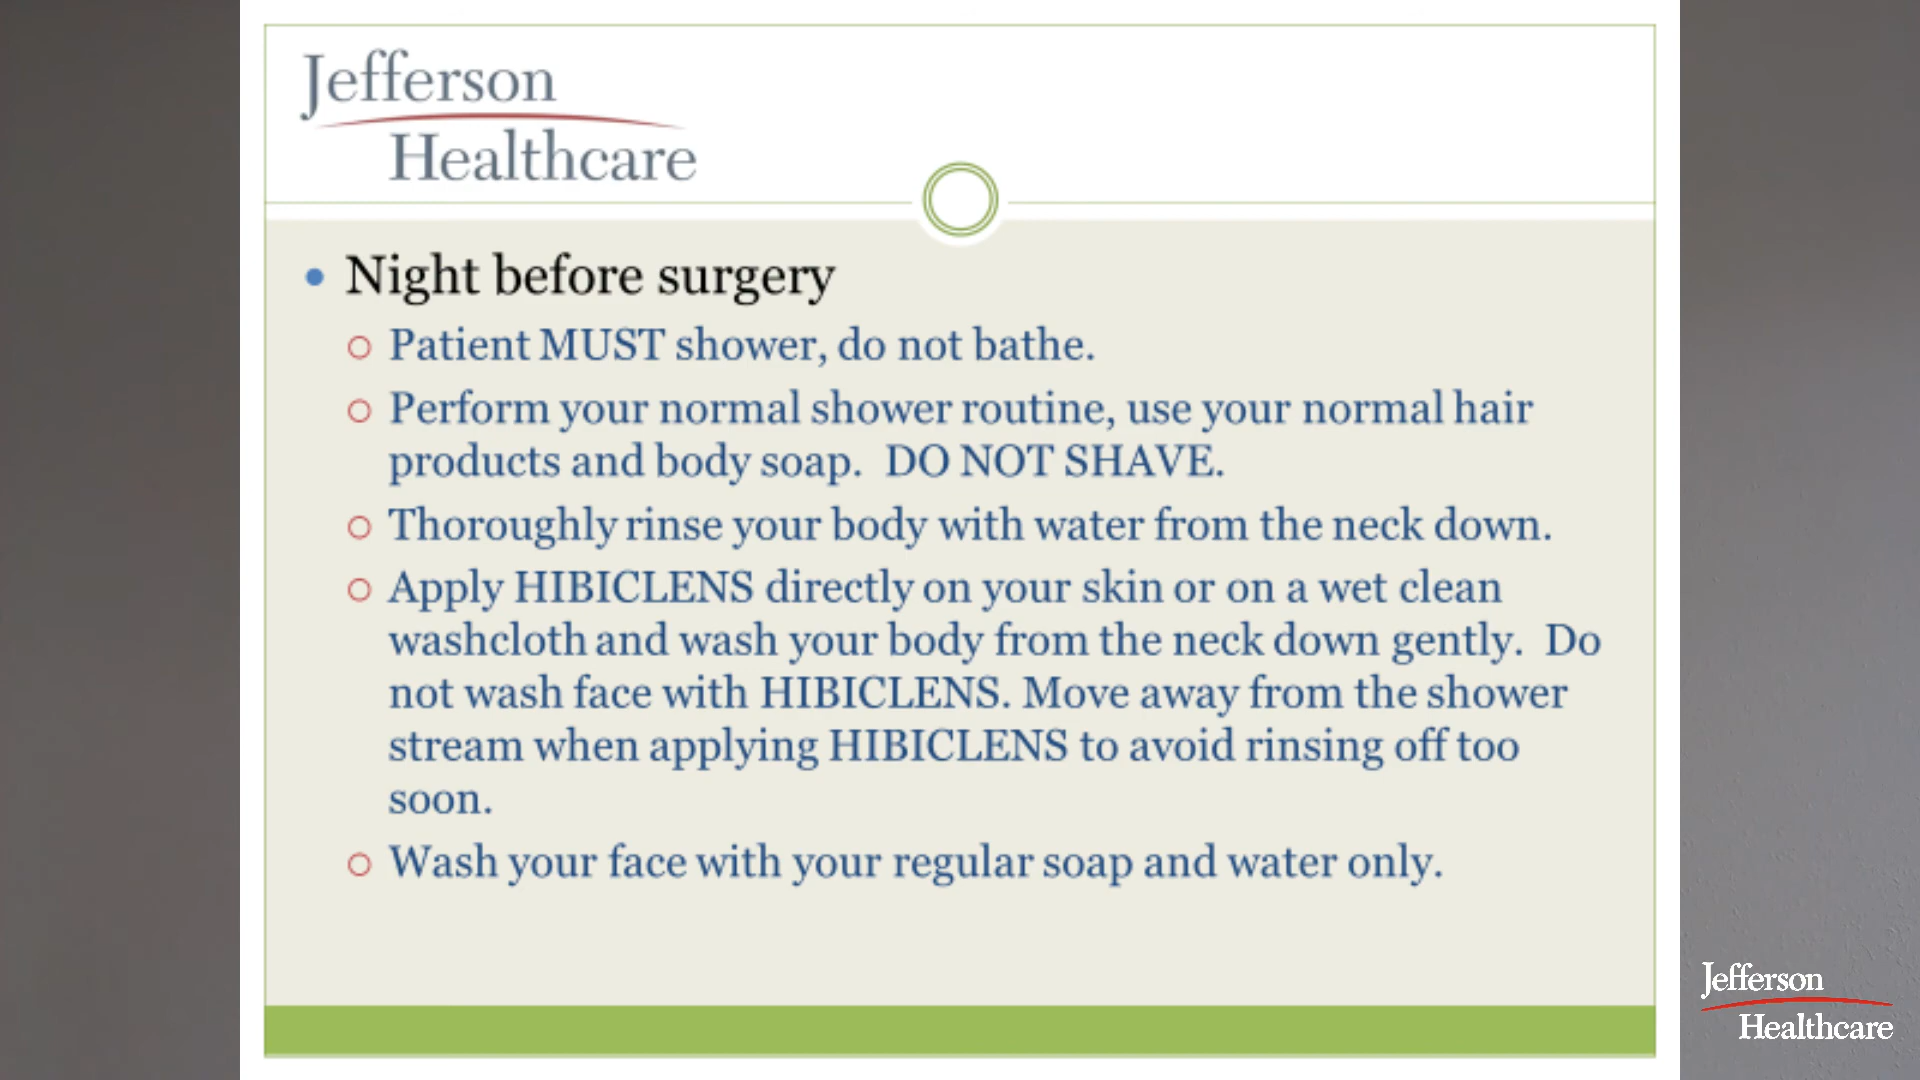 Jefferson
Healthcare
Night before surgery
Patient MUST shower, do not bathe.
Perform your normal shower routine, use your normal hair
products and body soap.  DO NOT SHAVE.
Thoroughly rinse your body with water from the neck down.
Apply HIBICLENS directly on your skin or on a wet clean
washcloth and wash your body from the neck down gently.  Do
not wash face with HIBICLENS. Move away from the shower
stream when applying HIBICLENS to avoid rinsing off too
soon.
Wash your face with your regular soap and water only.
Jefferson
Healthcare